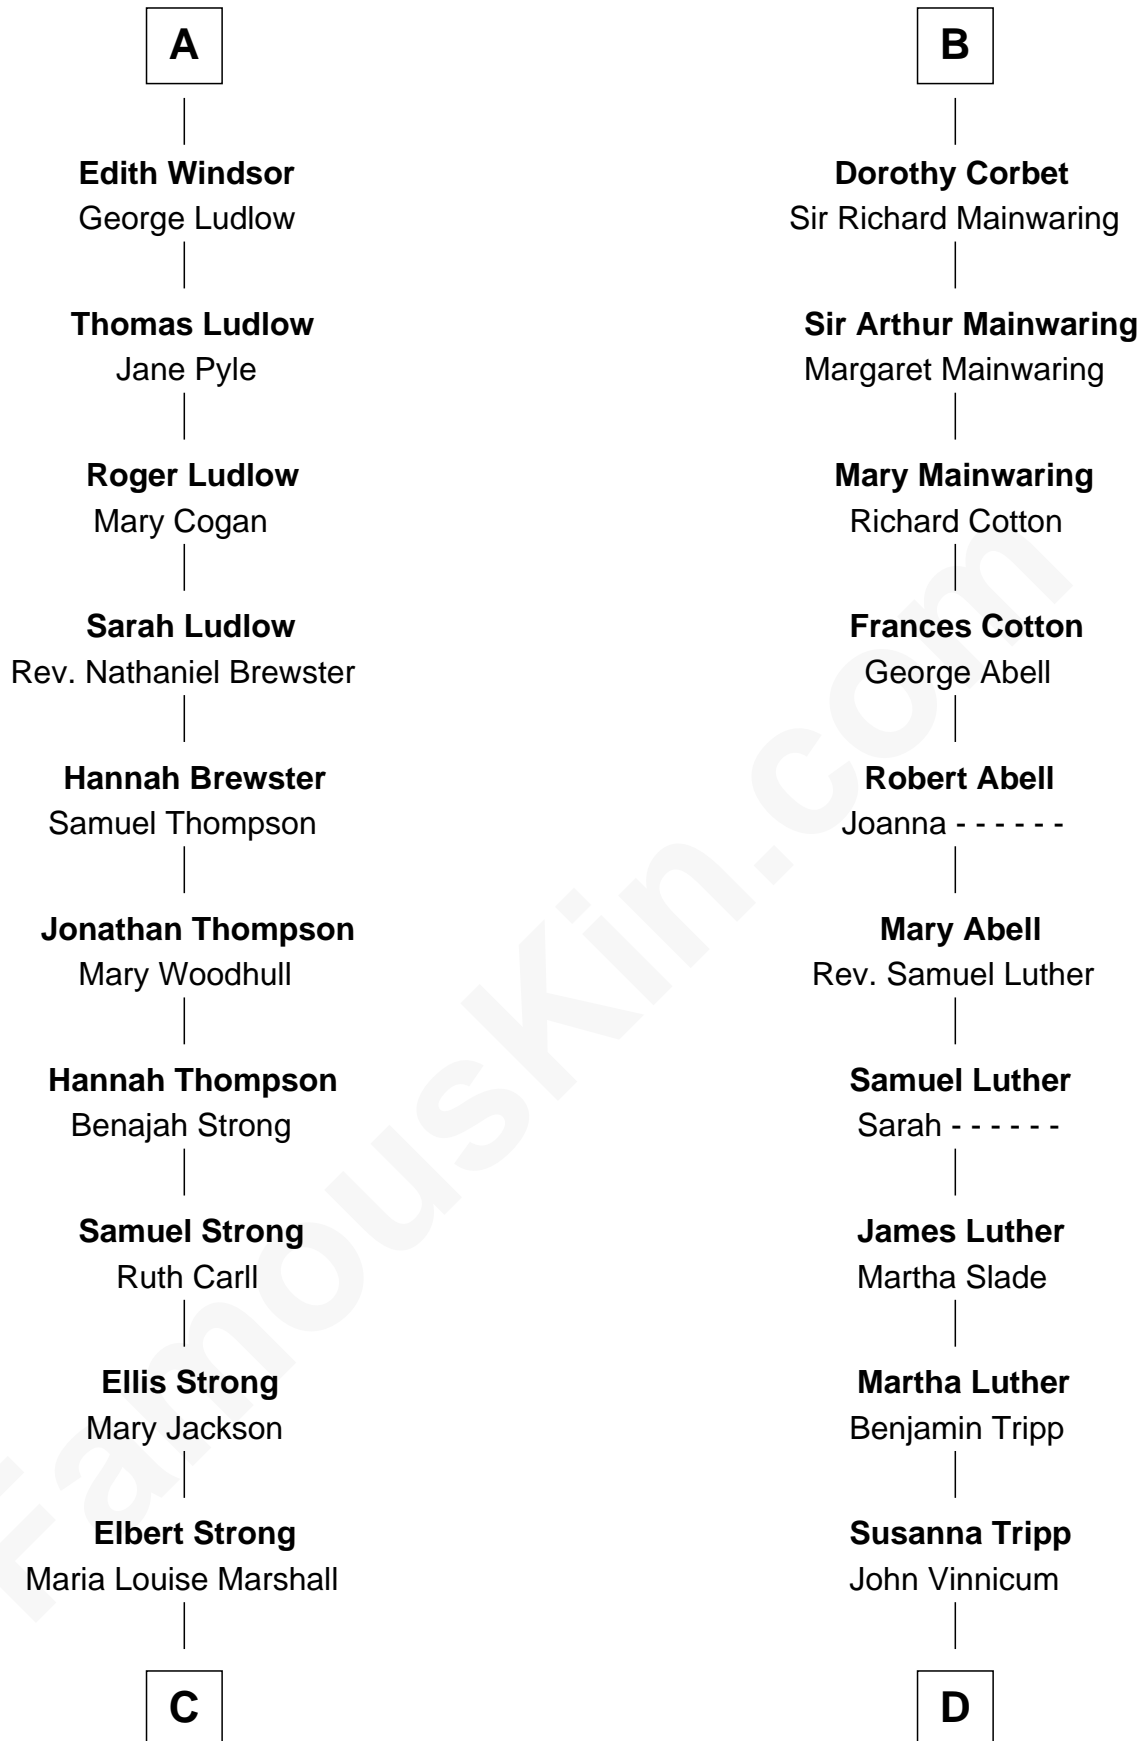 A
Edith Windsor
George Ludlow
Thomas Ludlow
Jane Pyle
Roger Ludlow
Mary Cogan
Sarah Ludlow
Rev. Nathaniel Brewster
Hannah Brewster
Samuel Thompson
Jonathan Thompson
Mary Woodhull
Hannah Thompson
Benajah Strong
Samuel Strong
Ruth Carll
Ellis Strong
Mary Jackson
Elbert Strong
Maria Louise Marshall
C
B
Dorothy Corbet
Sir Richard Mainwaring
Sir Arthur Mainwaring
Margaret Mainwaring
Mary Mainwaring
Richard Cotton
Frances Cotton
George Abell
Robert Abell
Joanna - - - - - -
Mary Abell
Rev. Samuel Luther
Samuel Luther
Sarah - - - - - -
James Luther
Martha Slade
Martha Luther
Benjamin Tripp
Susanna Tripp
John Vinnicum
D
FamousKin.com